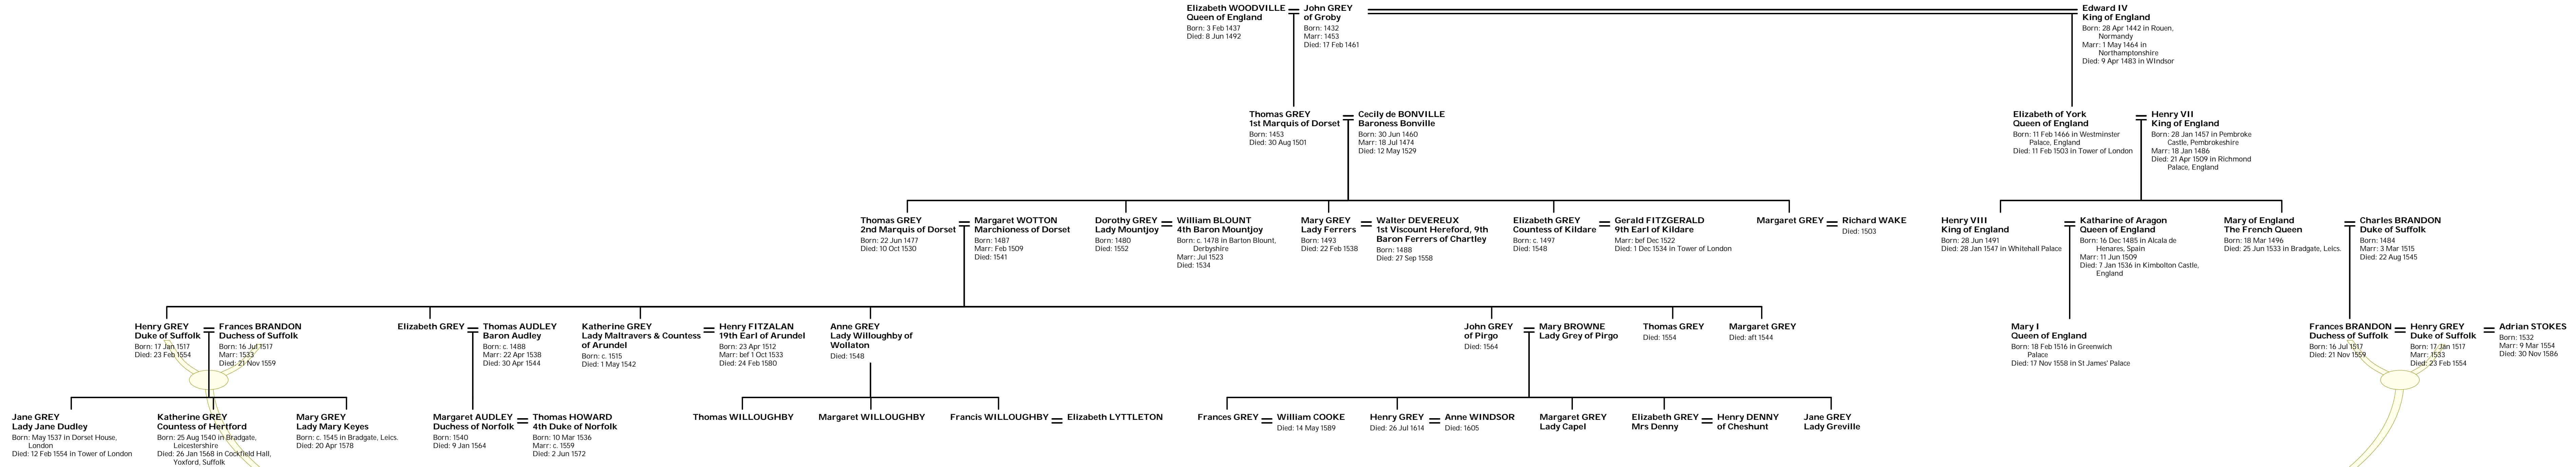 Elizabeth WOODVILLE
Queen of England
Born: 3 Feb 1437
Died: 8 Jun 1492
John GREY
of Groby
Born: 1432
Marr: 1453
Died: 17 Feb 1461
Edward IV
King of England
Born: 28 Apr 1442 in Rouen,
Normandy
Marr: 1 May 1464 in
Northamptonshire
Died: 9 Apr 1483 in WIndsor
Thomas GREY
1st Marquis of Dorset
Born: 1453
Died: 30 Aug 1501
Cecily de BONVILLE
Baroness Bonville
Born: 30 Jun 1460
Marr: 18 Jul 1474
Died: 12 May 1529
Elizabeth of York
Queen of England
Born: 11 Feb 1466 in Westminster
Palace, England
Died: 11 Feb 1503 in Tower of London
Henry VII
King of England
Born: 28 Jan 1457 in Pembroke
Castle, Pembrokeshire
Marr: 18 Jan 1486
Died: 21 Apr 1509 in Richmond
Palace, England
Thomas GREY
2nd Marquis of Dorset
Born: 22 Jun 1477
Died: 10 Oct 1530
Margaret WOTTON
Marchioness of Dorset
Born: 1487
Marr: Feb 1509
Died: 1541
Dorothy GREY
Lady Mountjoy
Born: 1480
Died: 1552
William BLOUNT
4th Baron Mountjoy
Born: c. 1478 in Barton Blount,
Derbyshire
Marr: Jul 1523
Died: 1534
Mary GREY
Lady Ferrers
Born: 1493
Died: 22 Feb 1538
Walter DEVEREUX
1st Viscount Hereford, 9th
Baron Ferrers of Chartley
Born: 1488
Died: 27 Sep 1558
Elizabeth GREY
Countess of Kildare
Born: c. 1497
Died: 1548
Gerald FITZGERALD
9th Earl of Kildare
Marr: bef Dec 1522
Died: 1 Dec 1534 in Tower of London
Margaret GREY
Richard WAKE
Died: 1503
Henry VIII
King of England
Born: 28 Jun 1491
Died: 28 Jan 1547 in Whitehall Palace
Katharine of Aragon
Queen of England
Born: 16 Dec 1485 in Alcala de
Henares, Spain
Marr: 11 Jun 1509
Died: 7 Jan 1536 in Kimbolton Castle,
England
Mary of England
The French Queen
Born: 18 Mar 1496
Died: 25 Jun 1533 in Bradgate, Leics.
Charles BRANDON
Duke of Suffolk
Born: 1484
Marr: 3 Mar 1515
Died: 22 Aug 1545
Henry GREY
Duke of Suffolk
Born: 17 Jan 1517
Died: 23 Feb 1554
Frances BRANDON
Duchess of Suffolk
Born: 16 Jul 1517
Marr: 1533
Died: 21 Nov 1559
Elizabeth GREY
Thomas AUDLEY
Baron Audley
Born: c. 1488
Marr: 22 Apr 1538
Died: 30 Apr 1544
Katherine GREY
Lady Maltravers & Countess
of Arundel
Born: c. 1515
Died: 1 May 1542
Henry FITZALAN
19th Earl of Arundel
Born: 23 Apr 1512
Marr: bef 1 Oct 1533
Died: 24 Feb 1580
Anne GREY
Lady Willoughby of
Wollaton
Died: 1548
John GREY
of Pirgo
Died: 1564
Mary BROWNE
Lady Grey of Pirgo
Thomas GREY
Died: 1554
Margaret GREY
Died: aft 1544
Mary I
Queen of England
Born: 18 Feb 1516 in Greenwich
Palace
Died: 17 Nov 1558 in St James' Palace
Frances BRANDON
Duchess of Suffolk
Born: 16 Jul 1517
Died: 21 Nov 1559
Henry GREY
Duke of Suffolk
Born: 17 Jan 1517
Marr: 1533
Died: 23 Feb 1554
Adrian STOKES
Born: 1532
Marr: 9 Mar 1554
Died: 30 Nov 1586
Jane GREY
Lady Jane Dudley
Born: May 1537 in Dorset House,
London
Died: 12 Feb 1554 in Tower of London
Katherine GREY
Countess of Hertford
Born: 25 Aug 1540 in Bradgate,
Leicestershire
Died: 26 Jan 1568 in Cockfield Hall,
Yoxford, Suffolk
Mary GREY
Lady Mary Keyes
Born: c. 1545 in Bradgate, Leics.
Died: 20 Apr 1578
Margaret AUDLEY
Duchess of Norfolk
Born: 1540
Died: 9 Jan 1564
Thomas HOWARD
4th Duke of Norfolk
Born: 10 Mar 1536
Marr: c. 1559
Died: 2 Jun 1572
Thomas WILLOUGHBY
Margaret WILLOUGHBY
Francis WILLOUGHBY
Elizabeth LYTTLETON
Frances GREY
William COOKE
Died: 14 May 1589
Henry GREY
Died: 26 Jul 1614
Anne WINDSOR
Died: 1605
Margaret GREY
Lady Capel
Elizabeth GREY
Mrs Denny
Henry DENNY
of Cheshunt
Jane GREY
Lady Greville